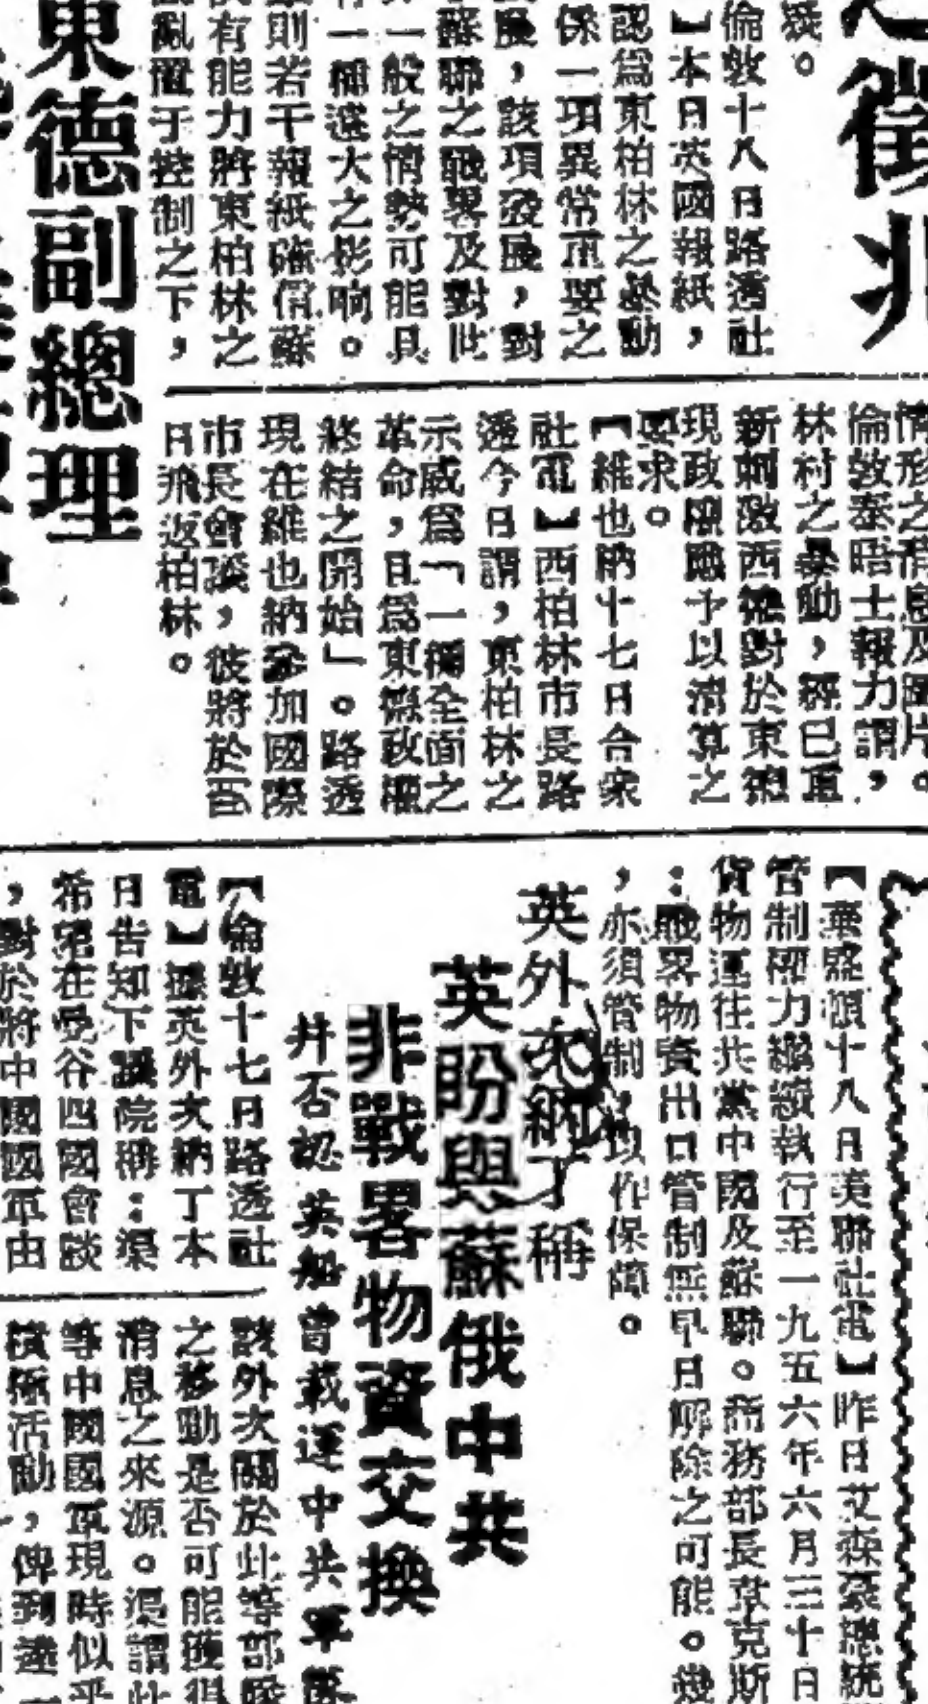 之徵兆
幾。
倫敦十八日路透社
】本日英國報紙，
認爲東柏林之暴動
係一項異常重要之
發展，該項發展，對
蘇聯之戰畧及對此
一般之情勢可能具
有一種遠大之影响。
則若干報紙確信蘇
有能力將東柏林之
亂置于控制之下，
東德副總理
情形之消息及圖片。
倫敦泰晤士報力謂，
林村之暴動，經已重
新刺激西德對於東德
現政權應予以清算之
要求。
【維也納十七日合衆
社電】西柏林市長路
透今日謂，東柏林之
示威爲「一種全面之
革命，且爲東德政權
終結之開始」。路透
現在維也納參加國際
市長會議，彼將於百
日飛返柏林。
【華盛頓十八日美聯社電】昨日艾森豪總統
管制權力繼續執行至一九五六年六月三十日
貨物運往共黨中國及蘇聯。商務部長韋克斯
：戰畧物資出口管制無早日解除之可能。幾
，亦須管制，以作保障。
英外次納丁稱
英盼與蘇俄中共
非戰畧物資交換
并否認英船曾載運中共軍隊
【倫敦十七日路透社
電】據英外次納丁本
日告知下議院稱：渠
希望在曼谷四國會談
，對於將中國國軍由
該外次關於此等部
之移動是否可能獲得
消息之來源。渠謂此
等中國國軍現時似乎
積極活動，俾到達